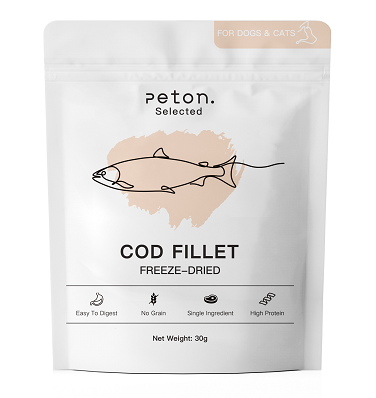 FOR DOGS & CATS
Peton.
Selected
COD FILLET
FREEZE-DRIED
Easy To Digest
No Grain
Single Ingredient
High Protein
Net Weight: 30g